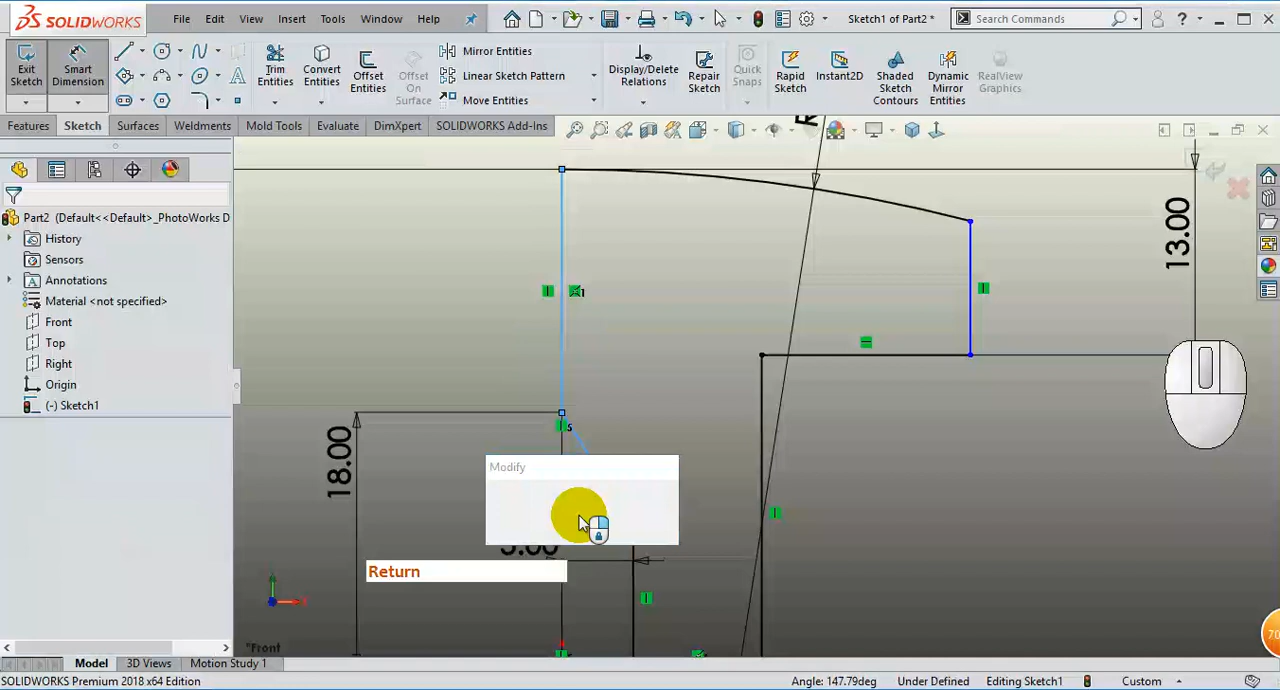 SOLIDWORKS
File Edit View Insert Tools Window Help
Sketch1 of Part2 *
Search Commands
Exit Sketch
Smart Dimension
Trim Entities
Convert Entities
Offset Entities
Offset On Surface
Mirror Entities
Linear Sketch Pattern
Move Entities
Display/Delete Relations
Repair Sketch
Quick Snaps
Rapid Sketch
Instant2D
Shaded Sketch Contours
Dynamic Mirror Entities
RealView Graphics
Features Sketch Surfaces Weldments Mold Tools Evaluate DimXpert SOLIDWORKS Add-Ins
Part2 (Default<<Default>_PhotoWorks D
History
Sensors
Annotations
Material <not specified>
Front
Top
Right
Origin
(-) Sketch1
R
13.00
18.00
Modify
Return
*Front
70
Model 3D Views Motion Study 1
SOLIDWORKS Premium 2018 x64 Edition
Angle: 147.79deg Under Defined Editing Sketch1 Custom